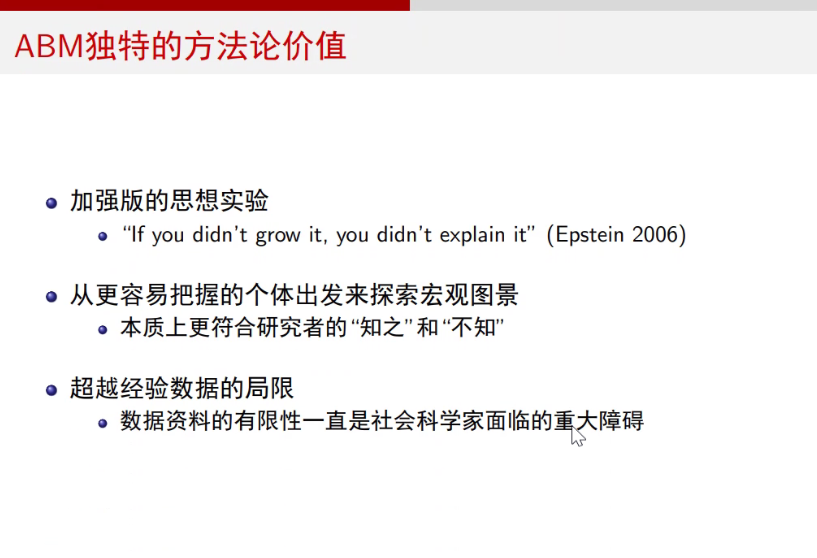 ABM独特的方法论价值
加强版的思想实验
“If you didn't grow it, you didn't explain it” (Epstein 2006)
从更容易把握的个体出发来探索宏观图景
本质上更符合研究者的“知之”和“不知”
超越经验数据的局限
数据资料的有限性一直是社会科学家面临的重大障碍